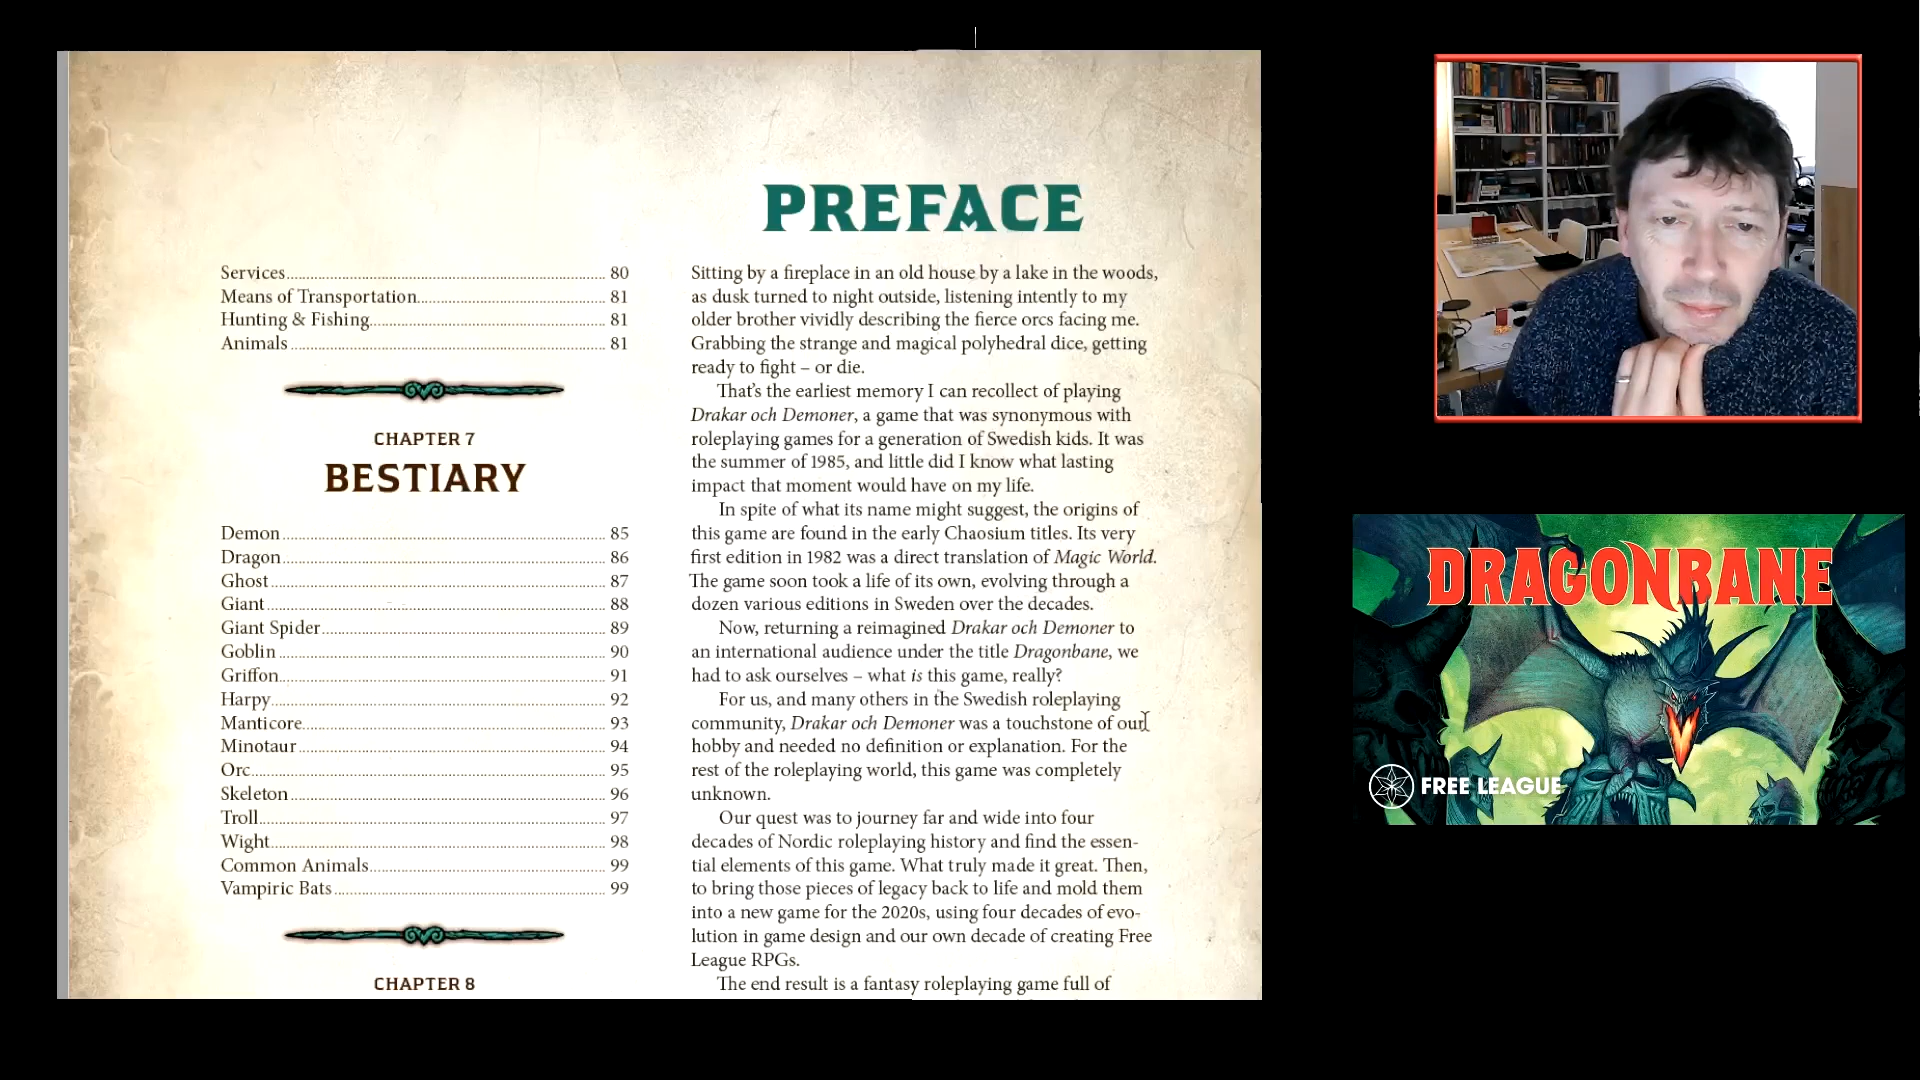 Services 80
Means of Transportation 81
Hunting & Fishing 81
Animals 81
CHAPTER 7
BESTIARY
Demon 85
Dragon 86
Ghost 87
Giant 88
Giant Spider 89
Goblin 90
Griffon 91
Harpy 92
Manticore 93
Minotaur 94
Orc 95
Skeleton 96
Troll 97
Wight 98
Common Animals 99
Vampiric Bats 99
CHAPTER 8
PREFACE
Sitting by a fireplace in an old house by a lake in the woods,
as dusk turned to night outside, listening intently to my
older brother vividly describing the fierce orcs facing me.
Grabbing the strange and magical polyhedral dice, getting
ready to fight – or die.
That's the earliest memory I can recollect of playing
Drakar och Demoner, a game that was synonymous with
roleplaying games for a generation of Swedish kids. It was
the summer of 1985, and little did I know what lasting
impact that moment would have on my life.
In spite of what its name might suggest, the origins of
this game are found in the early Chaosium titles. Its very
first edition in 1982 was a direct translation of Magic World.
The game soon took a life of its own, evolving through a
dozen various editions in Sweden over the decades.
Now, returning a reimagined Drakar och Demoner to
an international audience under the title Dragonbane, we
had to ask ourselves – what is this game, really?
For us, and many others in the Swedish roleplaying
community, Drakar och Demoner was a touchstone of our
hobby and needed no definition or explanation. For the
rest of the roleplaying world, this game was completely
unknown.
Our quest was to journey far and wide into four
decades of Nordic roleplaying history and find the essen-
tial elements of this game. What truly made it great. Then,
to bring those pieces of legacy back to life and mold them
into a new game for the 2020s, using four decades of evo-
lution in game design and our own decade of creating Free
League RPGs.
The end result is a fantasy roleplaying game full of
DRAGONBANE
FREE LEAGUE